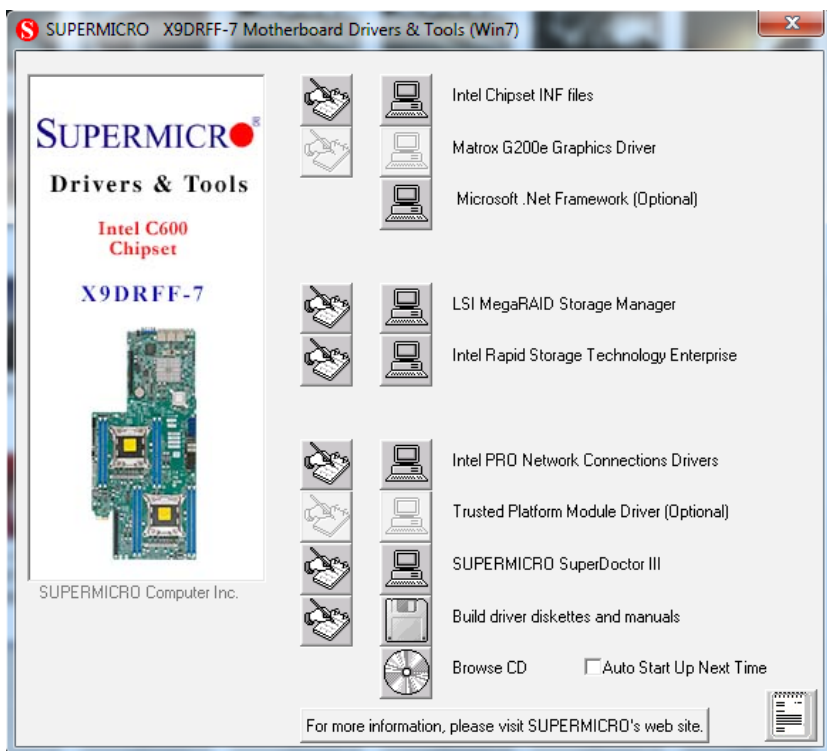 SUPERMICRO X9DRFF-7 Motherboard Drivers & Tools (Win7)
SUPERMICRO®
Drivers & Tools
Intel C600
Chipset
X9DRFF-7
SUPERMICRO Computer Inc.
Intel Chipset INF files
Matrox G200e Graphics Driver
Microsoft .Net Framework (Optional)
LSI MegaRAID Storage Manager
Intel Rapid Storage Technology Enterprise
Intel PRO Network Connections Drivers
Trusted Platform Module Driver (Optional)
SUPERMICRO SuperDoctor III
Build driver diskettes and manuals
Browse CD
Auto Start Up Next Time
For more information, please visit SUPERMICRO's web site.